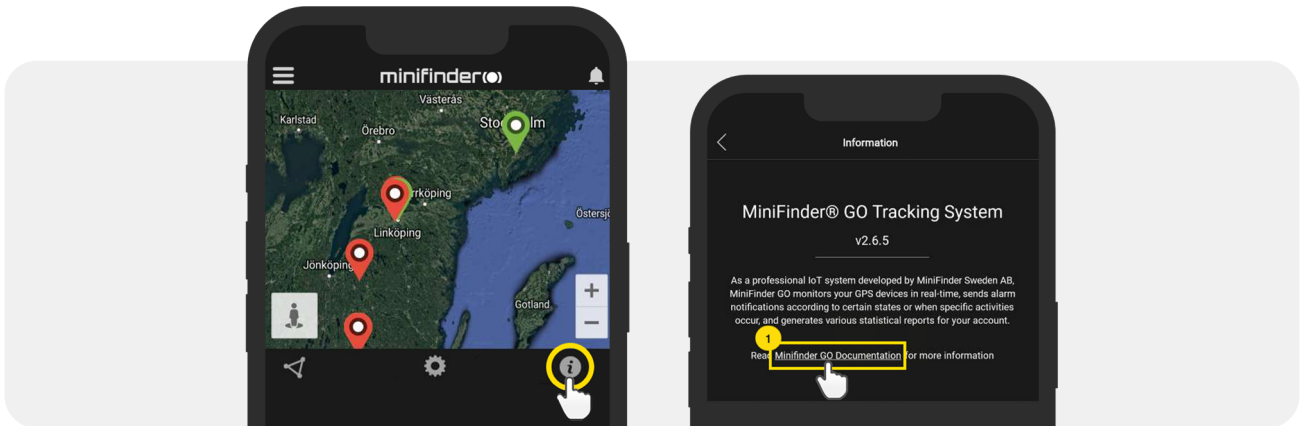 minifinder
Västerås
Karlstad
Örebro
Sto lm
rrköping
Östersjö
Linköping
Jönköping
Gotland
Information
MiniFinder® GO Tracking System
v2.6.5
As a professional IoT system developed by MiniFinder Sweden AB,
MiniFinder GO monitors your GPS devices in real-time, sends alarm
notifications according to certain states or when specific activities
occur, and generates various statistical reports for your account.
1
Read Minifinder GO Documentation for more information